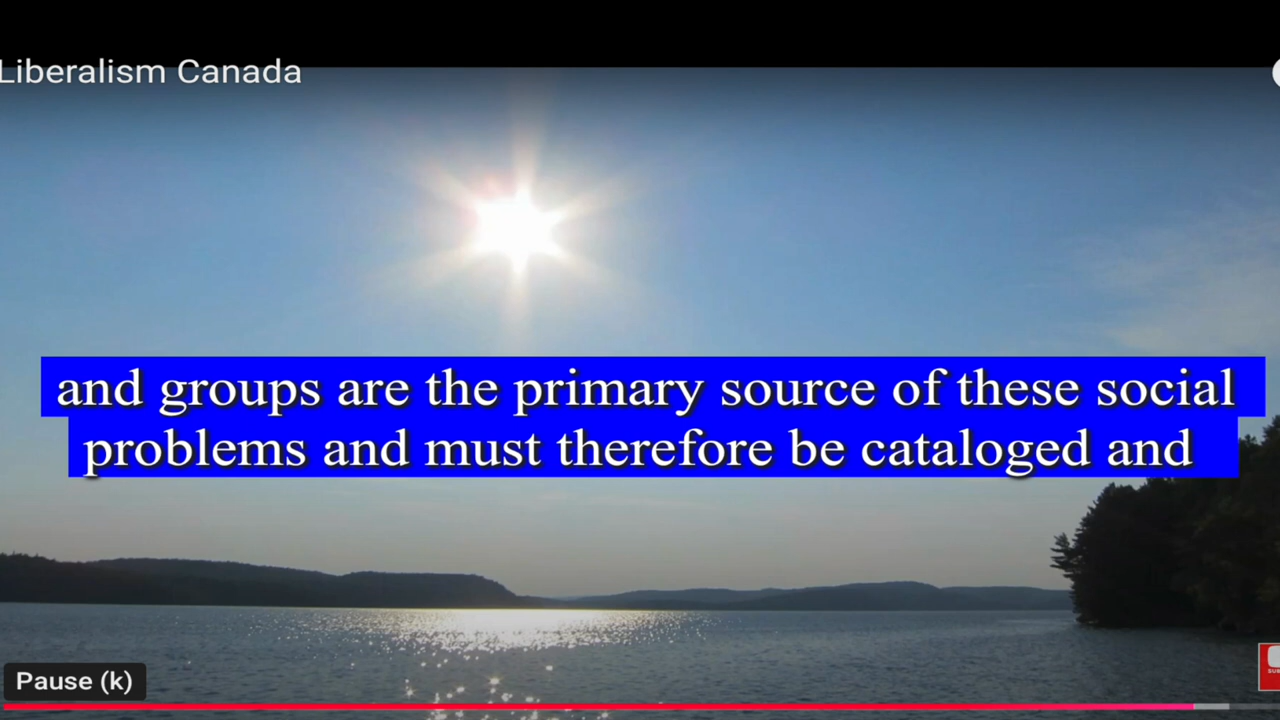 Liberalism Canada
and groups are the primary source of these social
problems and must therefore be cataloged and
Pause (k)